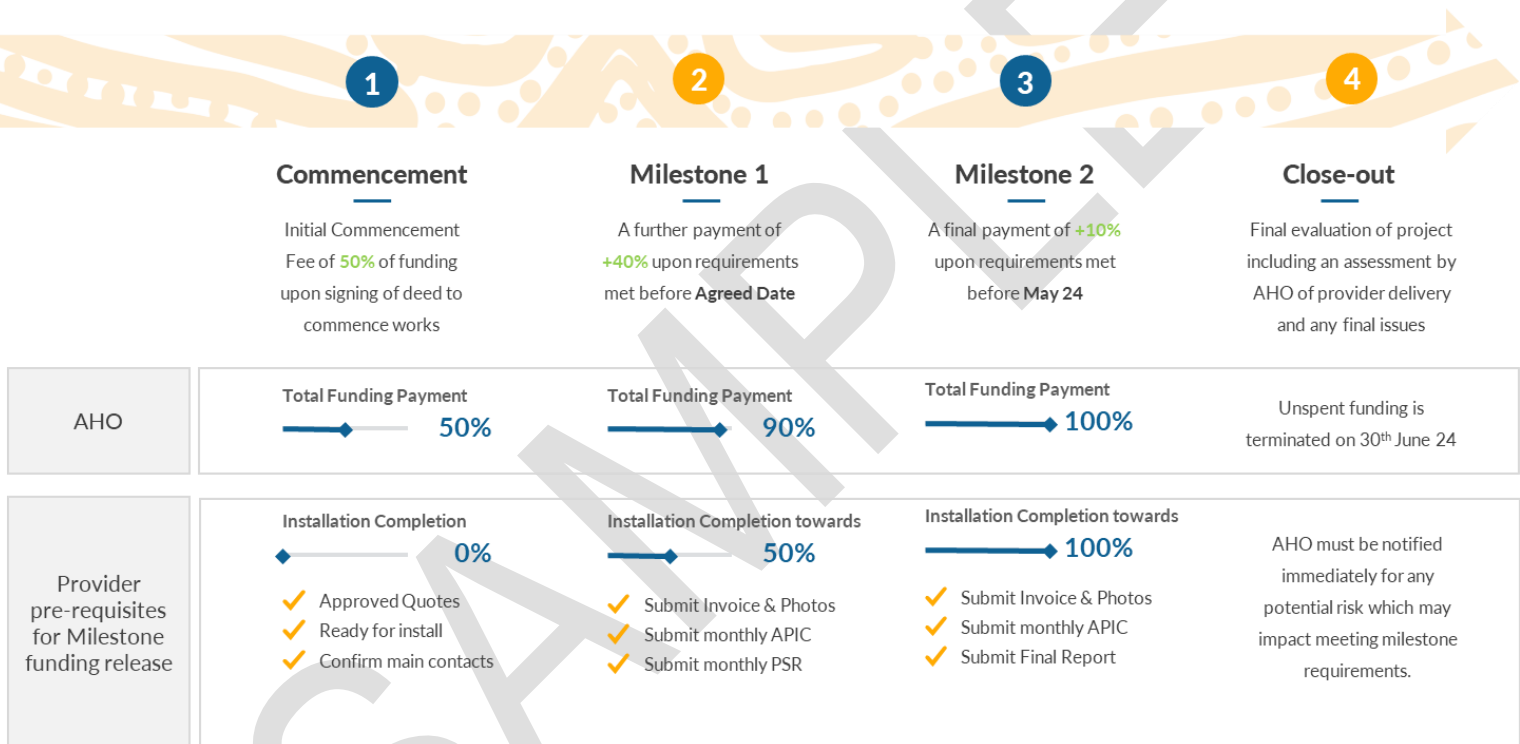 1
2
3
4
Commencement
Initial Commencement
Fee of 50% of funding
upon signing of deed to
commence works
Milestone 1
A further payment of
+40% upon requirements
met before Agreed Date
Milestone 2
A final payment of +10%
upon requirements met
before May 24
Close-out
Final evaluation of project
including an assessment by
AHO of provider delivery
and any final issues
AHO
Total Funding Payment
50%
Total Funding Payment
90%
Total Funding Payment
100%
Unspent funding is
terminated on 30th June 24
Provider
pre-requisites
for Milestone
funding release
Installation Completion
0%
Approved Quotes
Ready for install
Confirm main contacts
Installation Completion towards
50%
Submit Invoice & Photos
Submit monthly APIC
Submit monthly PSR
Installation Completion towards
100%
Submit Invoice & Photos
Submit monthly APIC
Submit Final Report
AHO must be notified
immediately for any
potential risk which may
impact meeting milestone
requirements.
SAMPLE